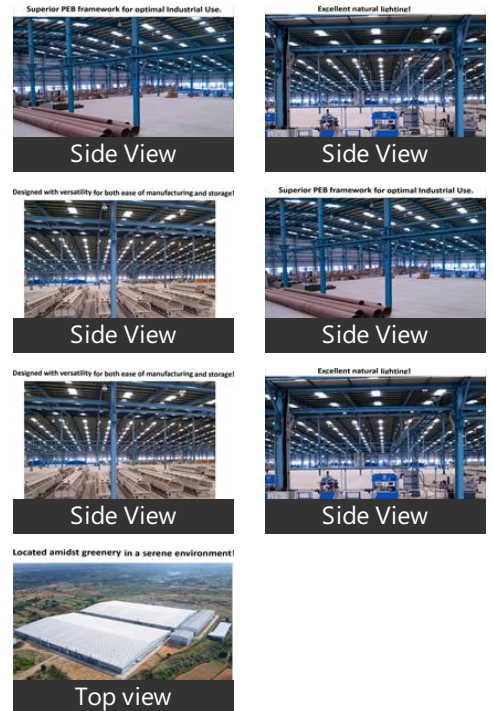 Superior PEB framework for optimal Industrial Use.
Side View
Excellent natural lighting!
Side View
Designed with versatility for both ease of manufacturing and storage!
Side View
Superior PEB framework for optimal Industrial Use.
Side View
Designed with versatility for both ease of manufacturing and storage!
Side View
Excellent natural lighting!
Side View
Located amidst greenery in a serene environment!
Top view